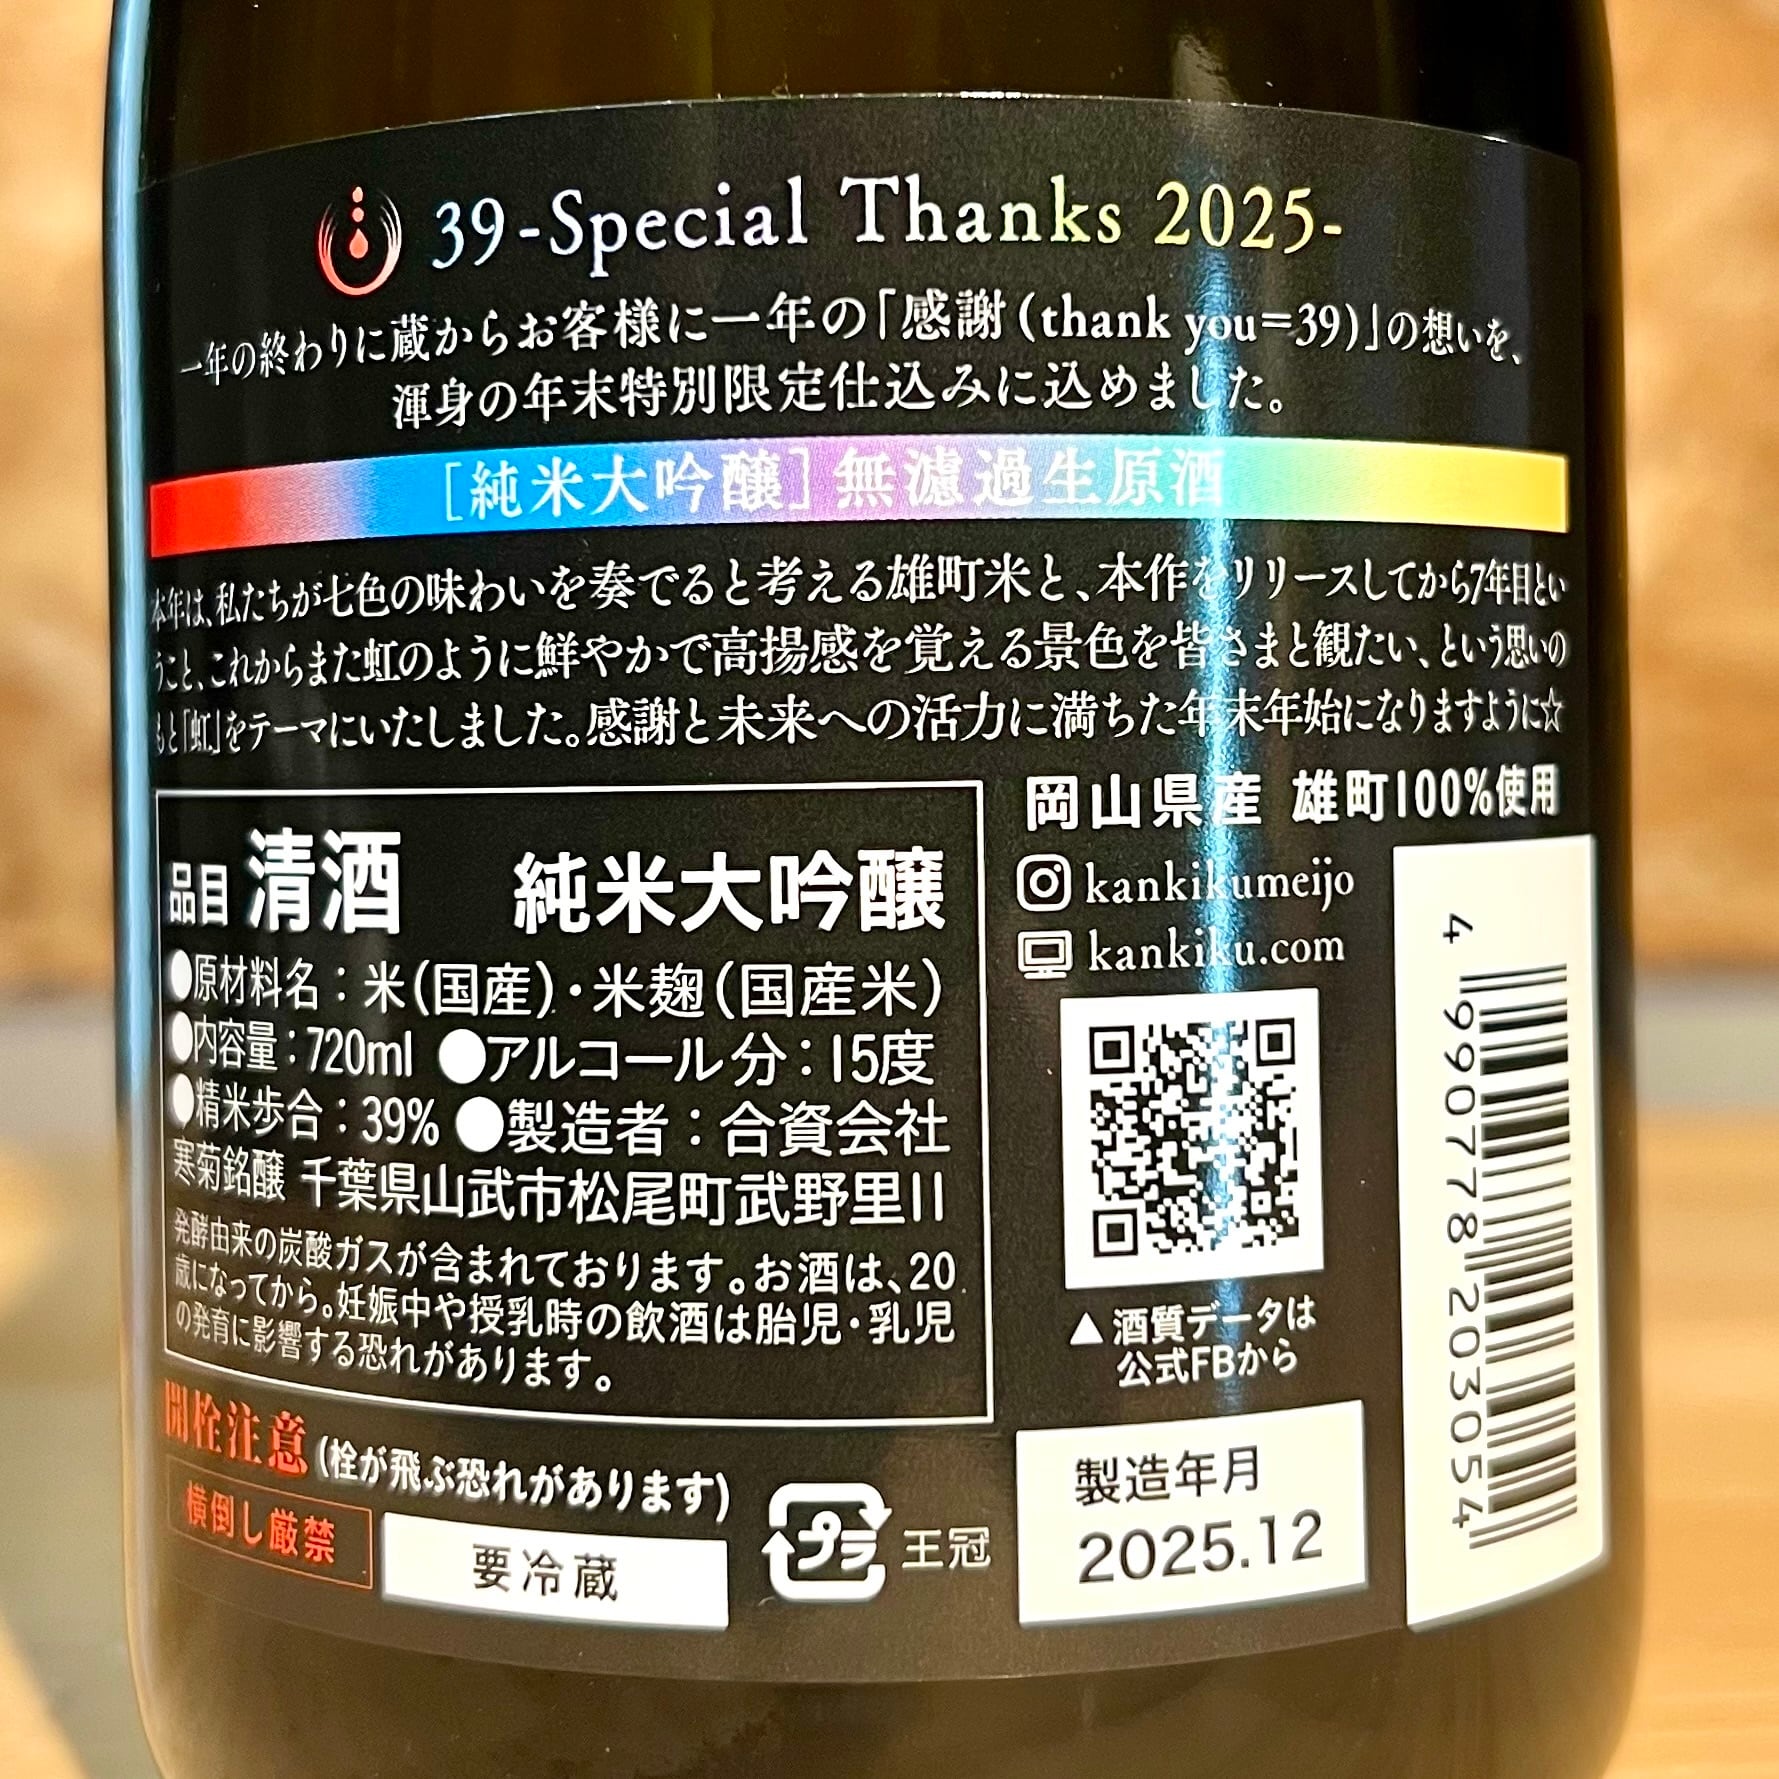 39-Special Thanks 2025-
一年の終わりに蔵からお客様に一年の「感謝(thank you=39)」の想いを、
渾身の年末特別限定仕込みに込めました。
[純米大吟醸]無濾過生原酒
本年は、私たちが七色の味わいを奏でると考える雄町米と、本作をリリースしてから7年目とい
うこと、これからまた虹のように鮮やかで高揚感を覚える景色を皆さまと観たい、という思いの
もと「虹」をテーマにいたしました。感謝と未来への活力に満ちた年末年始になりますように☆
品目 清酒 純米大吟醸
●原材料名:米(国産)・米麹(国産米)
●内容量:720ml ●アルコール分:15度
●精米歩合:39% ●製造者:合資会社
寒菊銘醸 千葉県山武市松尾町武野里11
発酵由来の炭酸ガスが含まれております。お酒は、20
歳になってから。妊娠中や授乳時の飲酒は胎児・乳児
の発育に影響する恐れがあります。
開栓注意(栓が飛ぶ恐れがあります)
横倒し厳禁
要冷蔵
プラ 王冠
岡山県産 雄町100%使用
kankikumeijo
kankiku.com
▲酒質データは
公式FBから
製造年月
2025.12
4 990778 203054